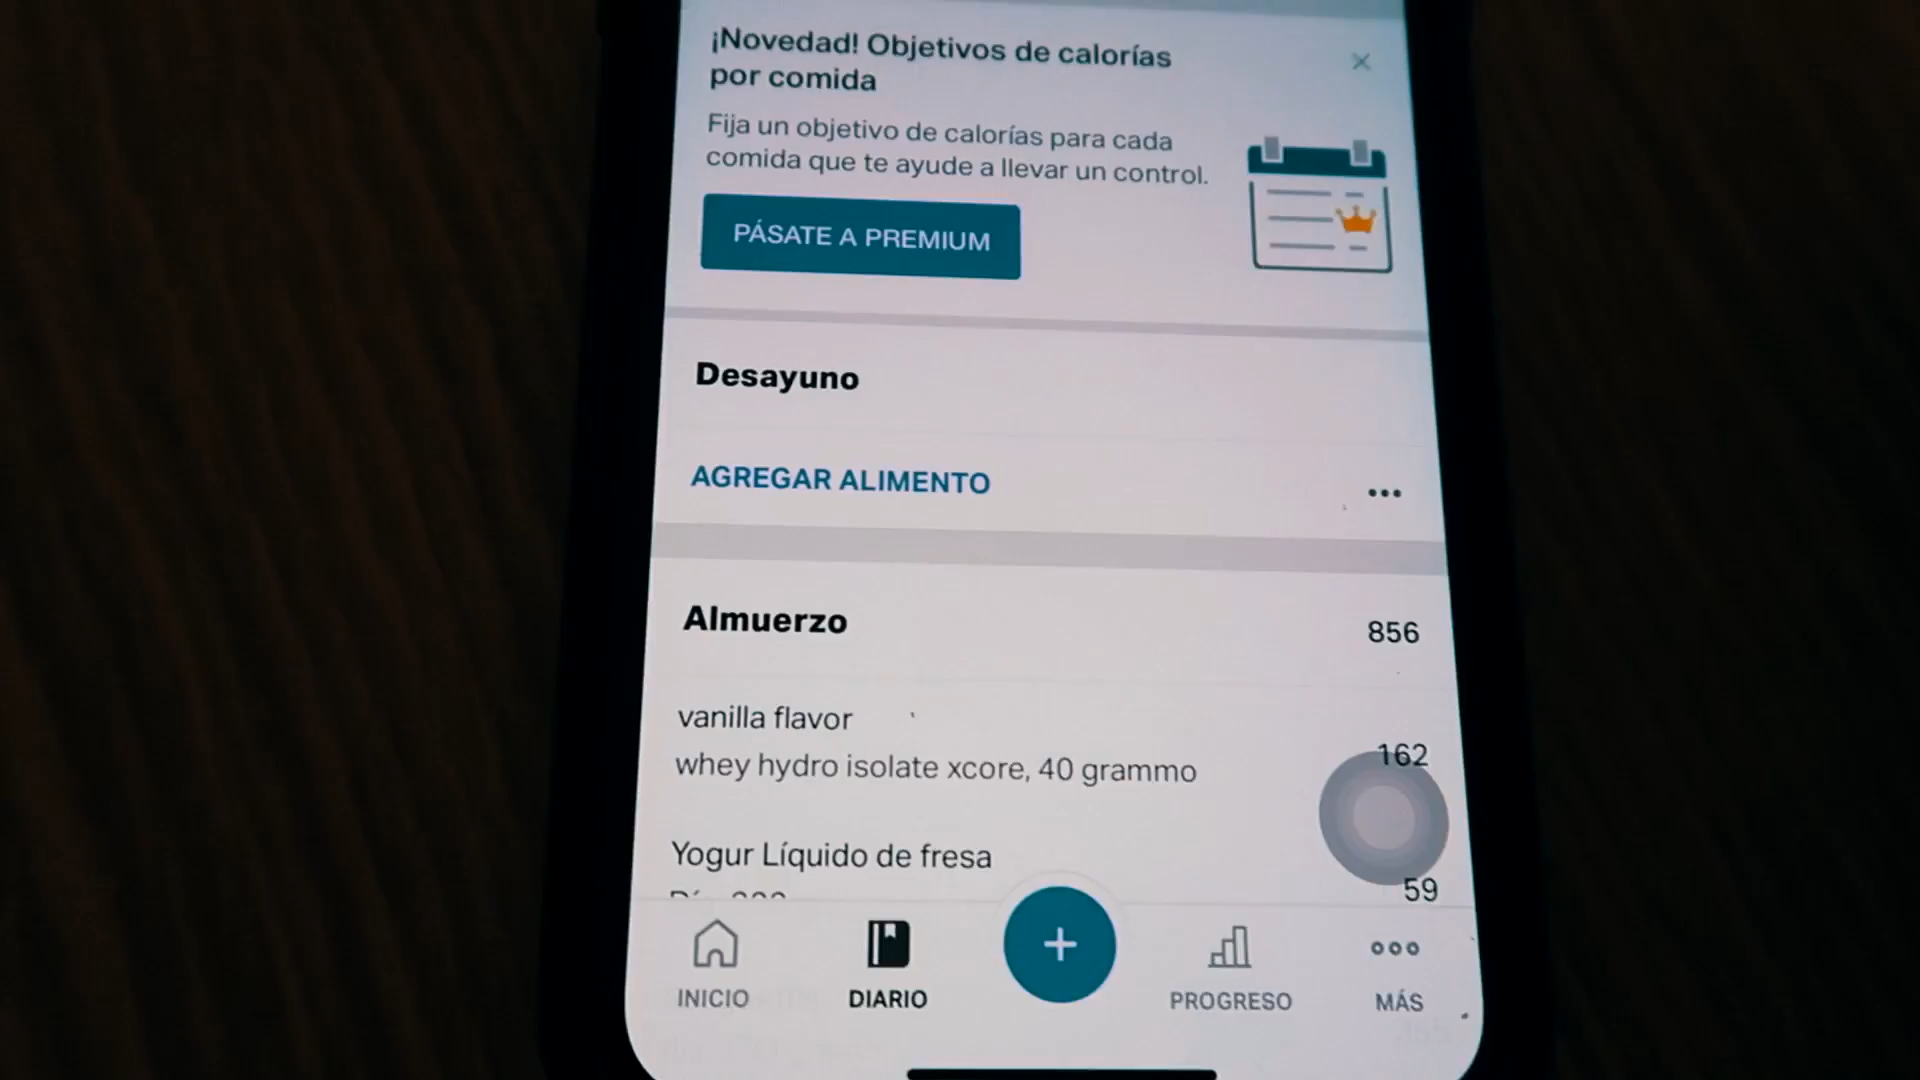 ¡Novedad! Objetivos de calorías
por comida
Fija un objetivo de calorías para cada
comida que te ayude a llevar un control.
PÁSATE A PREMIUM
Desayuno
AGREGAR ALIMENTO
Almuerzo 856
vanilla flavor
whey hydro isolate xcore, 40 grammo 162
Yogur Líquido de fresa
59
INICIO DIARIO PROGRESO MÁS